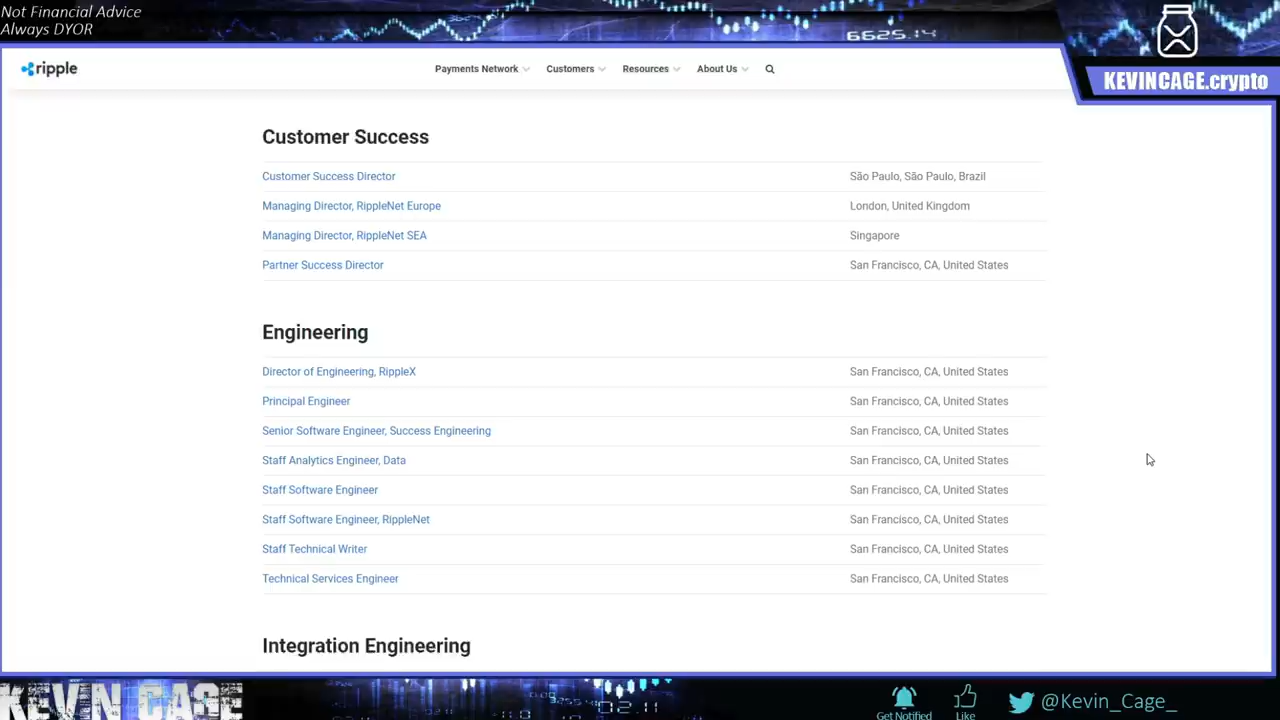 Not Financial Advice
Always DYOR
6625.14
KEVINCAGE.crypto
ripple
Payments Network Customers Resources About Us
Customer Success
Customer Success Director São Paulo, São Paulo, Brazil
Managing Director, RippleNet Europe London, United Kingdom
Managing Director, RippleNet SEA Singapore
Partner Success Director San Francisco, CA, United States
Engineering
Director of Engineering, RippleX San Francisco, CA, United States
Principal Engineer San Francisco, CA, United States
Senior Software Engineer, Success Engineering San Francisco, CA, United States
Staff Analytics Engineer, Data San Francisco, CA, United States
Staff Software Engineer San Francisco, CA, United States
Staff Software Engineer, RippleNet San Francisco, CA, United States
Staff Technical Writer San Francisco, CA, United States
Technical Services Engineer San Francisco, CA, United States
Integration Engineering
KEVIN CAGE
Get Notified Like @Kevin_Cage_